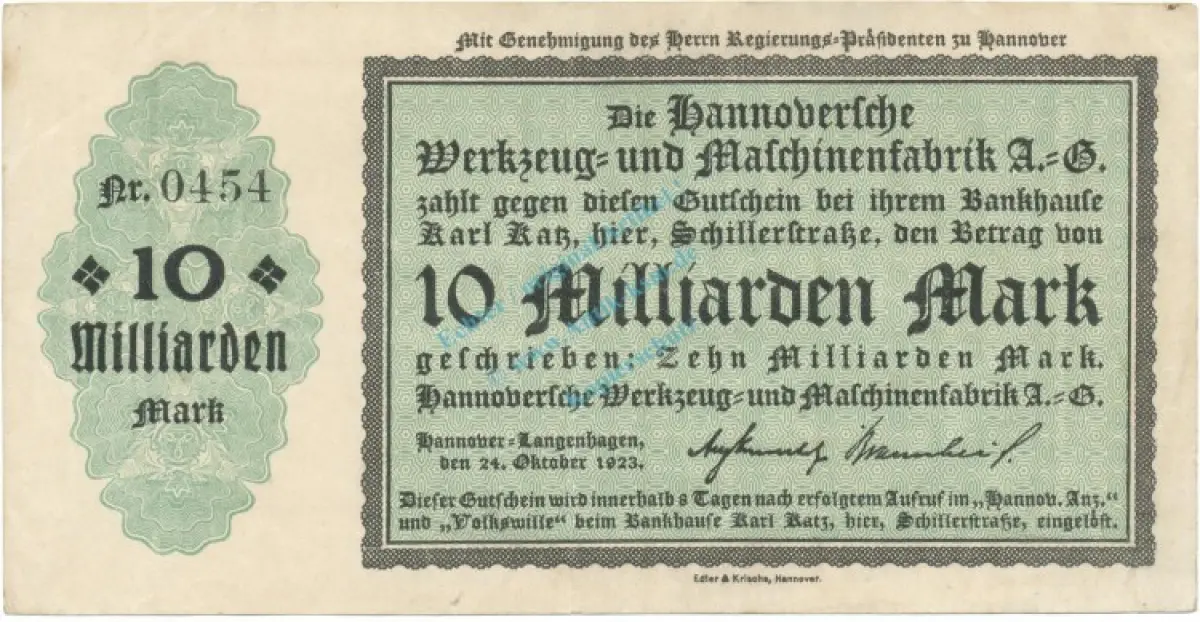 Mit Genehmigung des Herrn Regierungs-Präsidenten zu Hannover
Nr. 0454
10
Milliarden
Mark
Die Hannoversche
Werkzeug- und Maschinenfabrik A.-G.
zahlt gegen diesen Gutschein bei ihrem Bankhause
Karl Katz, hier, Schillerstraße, den Betrag von
10 Milliarden Mark
geschrieben: Zehn Milliarden Mark.
Hannoversche Werkzeug- und Maschinenfabrik A.-G.
Hannover-Langenhagen,
den 24. Oktober 1923.
Dieser Gutschein wird innerhalb 8 Tagen nach erfolgtem Aufruf im „Hannov. Anz.“
und „Volkswille“ beim Bankhause Karl Katz, hier, Schillerstraße, eingelöst.
Edler & Krische, Hannover.